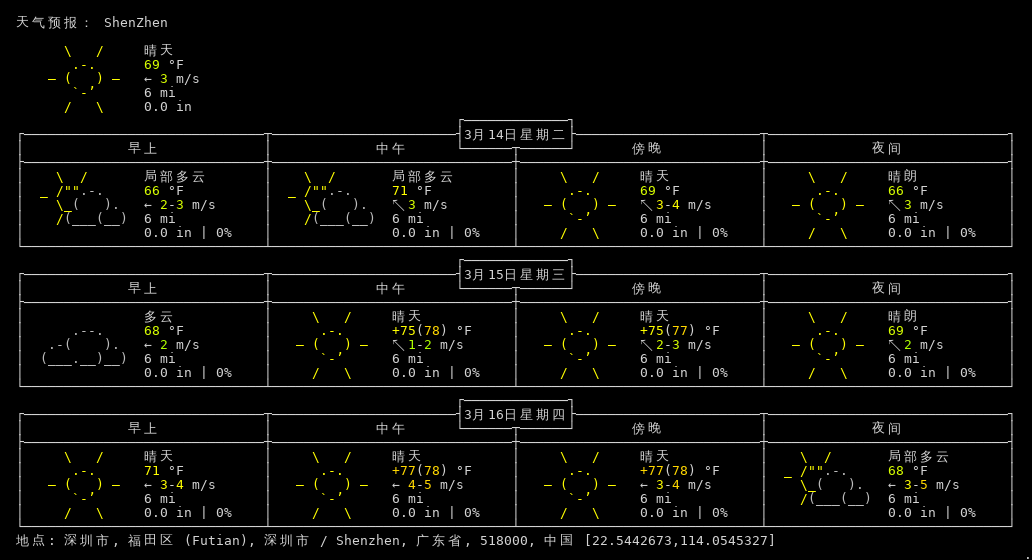 天气预报： ShenZhen
晴天
69 °F
← 3 m/s
6 mi
0.0 in
3月14日星期二
早上 中午 傍晚 夜间
局部多云 局部多云 晴天 晴朗
66 °F 71 °F 69 °F 66 °F
← 2-3 m/s ↖ 3 m/s ↖ 3-4 m/s ↖ 3 m/s
6 mi 6 mi 6 mi 6 mi
0.0 in | 0% 0.0 in | 0% 0.0 in | 0% 0.0 in | 0%
3月15日星期三
早上 中午 傍晚 夜间
多云 晴天 晴天 晴朗
68 °F +75(78) °F +75(77) °F 69 °F
← 2 m/s ↖ 1-2 m/s ↖ 2-3 m/s ↖ 2 m/s
6 mi 6 mi 6 mi 6 mi
0.0 in | 0% 0.0 in | 0% 0.0 in | 0% 0.0 in | 0%
3月16日星期四
早上 中午 傍晚 夜间
晴天 晴天 晴天 局部多云
71 °F +77(78) °F +77(78) °F 68 °F
← 3-4 m/s ← 4-5 m/s ← 3-4 m/s ← 3-5 m/s
6 mi 6 mi 6 mi 6 mi
0.0 in | 0% 0.0 in | 0% 0.0 in | 0% 0.0 in | 0%
地点: 深圳市, 福田区 (Futian), 深圳市 / Shenzhen, 广东省, 518000, 中国 [22.5442673,114.0545327]